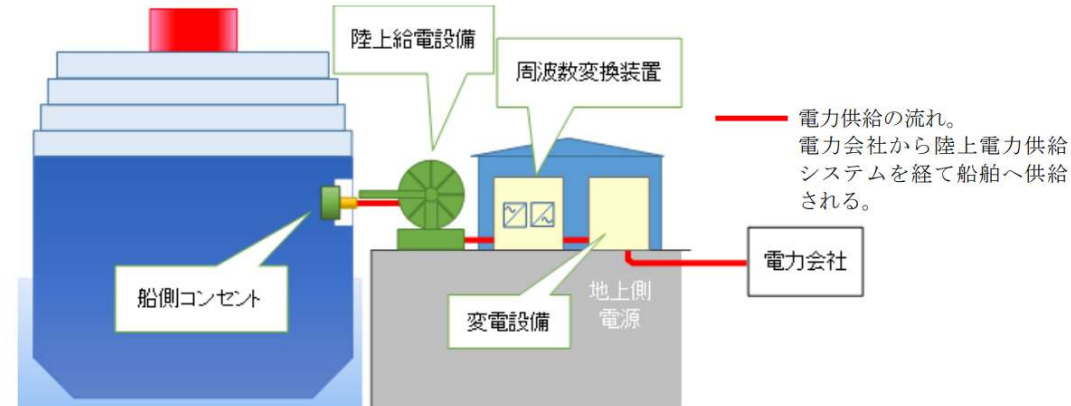 陸上給電設備
周波数変換装置
電力供給の流れ。
電力会社から陸上電力供給
システムを経て船舶へ供給
される。
船側コンセント
変電設備
地上側
電源
電力会社